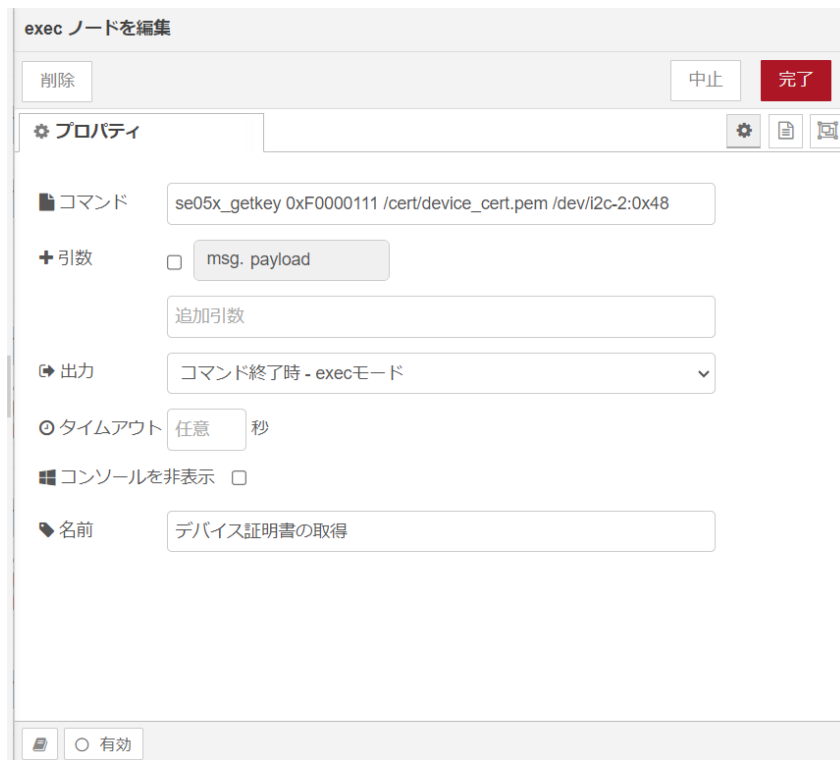 exec ノードを編集
削除
中止
完了
プロパティ
コマンド
se05x_getkey 0xF0000111 /cert/device_cert.pem /dev/i2c-2:0x48
引数
msg. payload
追加引数
出力
コマンド終了時 - execモード
タイムアウト
任意
秒
コンソールを非表示
名前
デバイス証明書の取得
有効